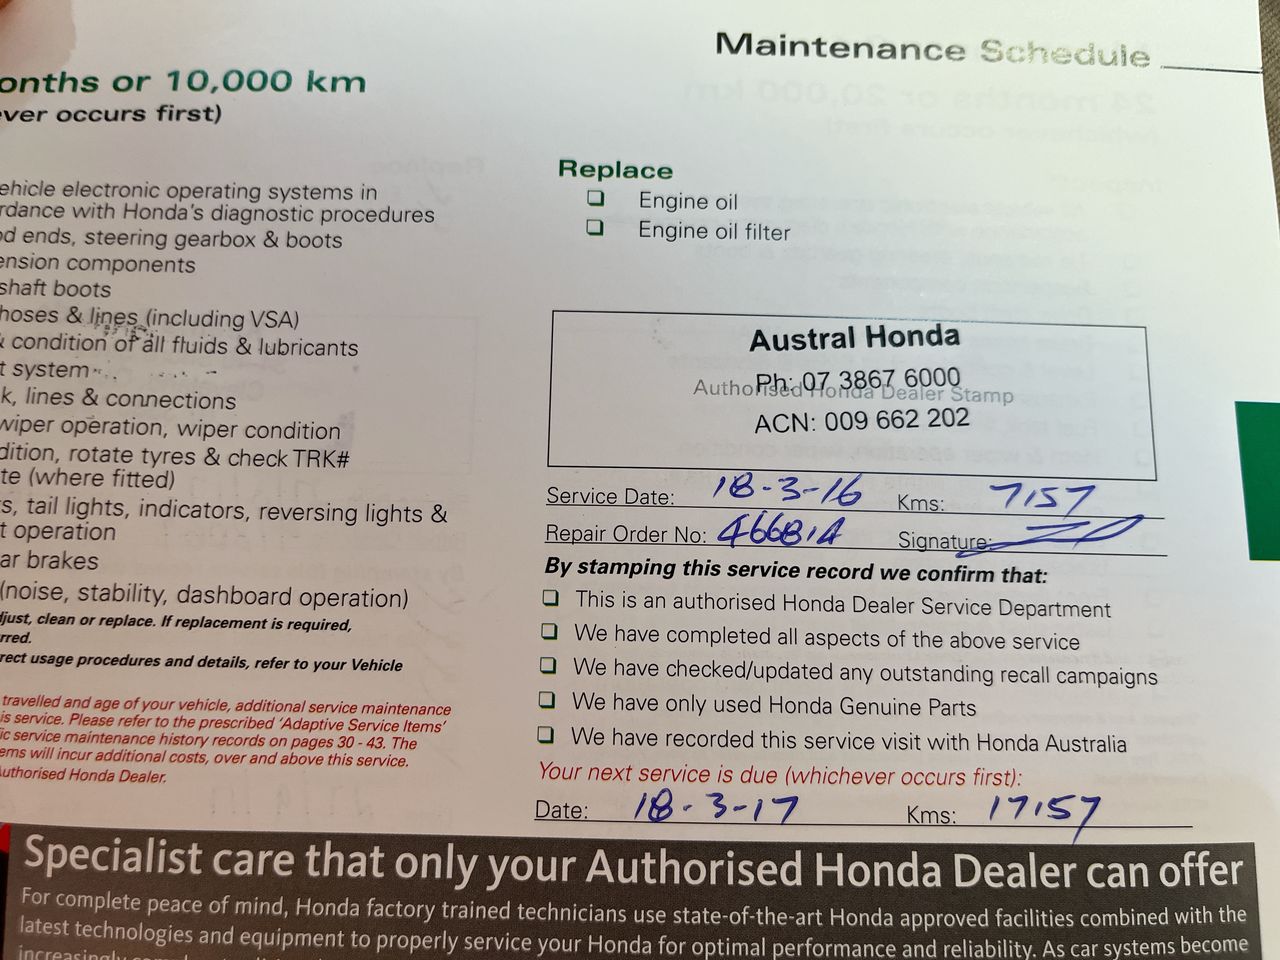 Maintenance Schedule
onths or 10,000 km
ver occurs first)
ehicle electronic operating systems in
rdance with Honda's diagnostic procedures
od ends, steering gearbox & boots
ension components
shaft boots
hoses & lines (including VSA)
& condition of all fluids & lubricants
t system
k, lines & connections
wiper operation, wiper condition
dition, rotate tyres & check TRK#
te (where fitted)
s, tail lights, indicators, reversing lights &
t operation
ar brakes
(noise, stability, dashboard operation)
djust, clean or replace. If replacement is required,
rred.
rect usage procedures and details, refer to your Vehicle
travelled and age of your vehicle, additional service maintenance
is service. Please refer to the prescribed 'Adaptive Service Items'
ic service maintenance history records on pages 30 - 43. The
ems will incur additional costs, over and above this service.
uthorised Honda Dealer.
Replace
Engine oil
Engine oil filter
Austral Honda
Ph: 07 3867 6000
Authorised Honda Dealer Stamp
ACN: 009 662 202
Service Date: 18-3-16 Kms: 7157
Repair Order No: 466814 Signature:
By stamping this service record we confirm that:
This is an authorised Honda Dealer Service Department
We have completed all aspects of the above service
We have checked/updated any outstanding recall campaigns
We have only used Honda Genuine Parts
We have recorded this service visit with Honda Australia
Your next service is due (whichever occurs first):
Date: 18-3-17 Kms: 17157
Specialist care that only your Authorised Honda Dealer can offer
For complete peace of mind, Honda factory trained technicians use state-of-the-art Honda approved facilities combined with the
latest technologies and equipment to properly service your Honda for optimal performance and reliability. As car systems become
increasingly